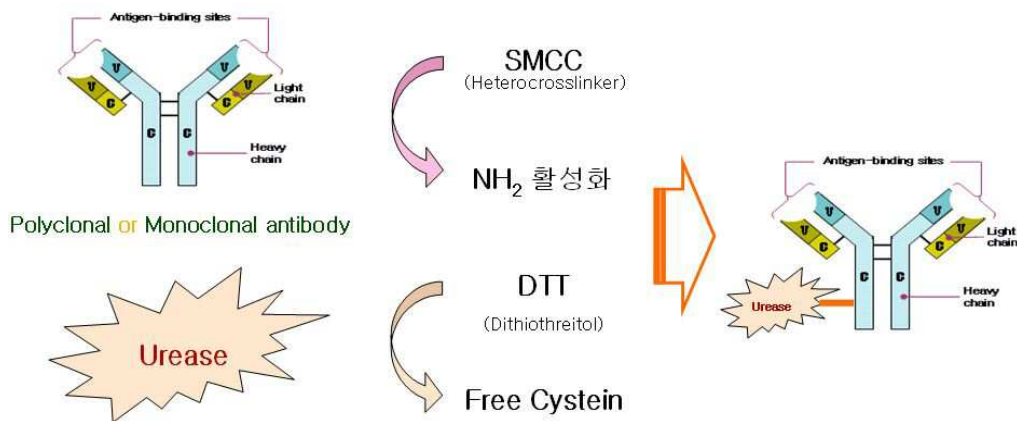 Antigen-binding sites
V
V
V
V
C
C
Light
chain
C
C
Heavy
chain
Polyclonal or Monoclonal antibody
Urease
SMCC
(Heterocrosslinker)
NH₂ 활성화
DTT
(Dithiothreitol)
Free Cystein
Antigen-binding sites
V
V
V
V
C
C
Light
chain
C
C
Heavy
chain
Urease